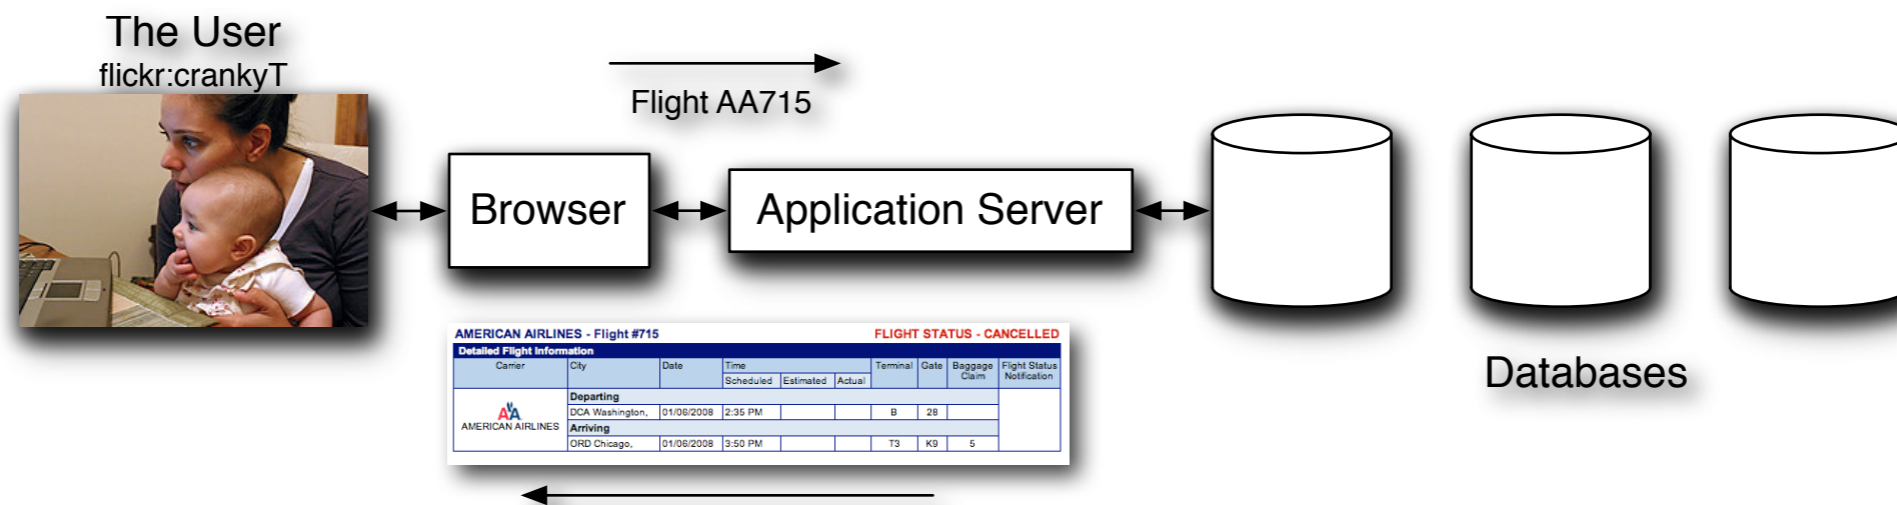 The User
flickr:crankyT
Flight AA715
Browser
Application Server
Databases
AMERICAN AIRLINES - Flight #715 FLIGHT STATUS - CANCELLED
Detailed Flight Information
Carrier City Date Time Terminal Gate Baggage Claim Flight Status Notification
Scheduled Estimated Actual
Departing
DCA Washington, 01/06/2008 2:35 PM B 28
AA
AMERICAN AIRLINES
Arriving
ORD Chicago, 01/06/2008 3:50 PM T3 K9 5